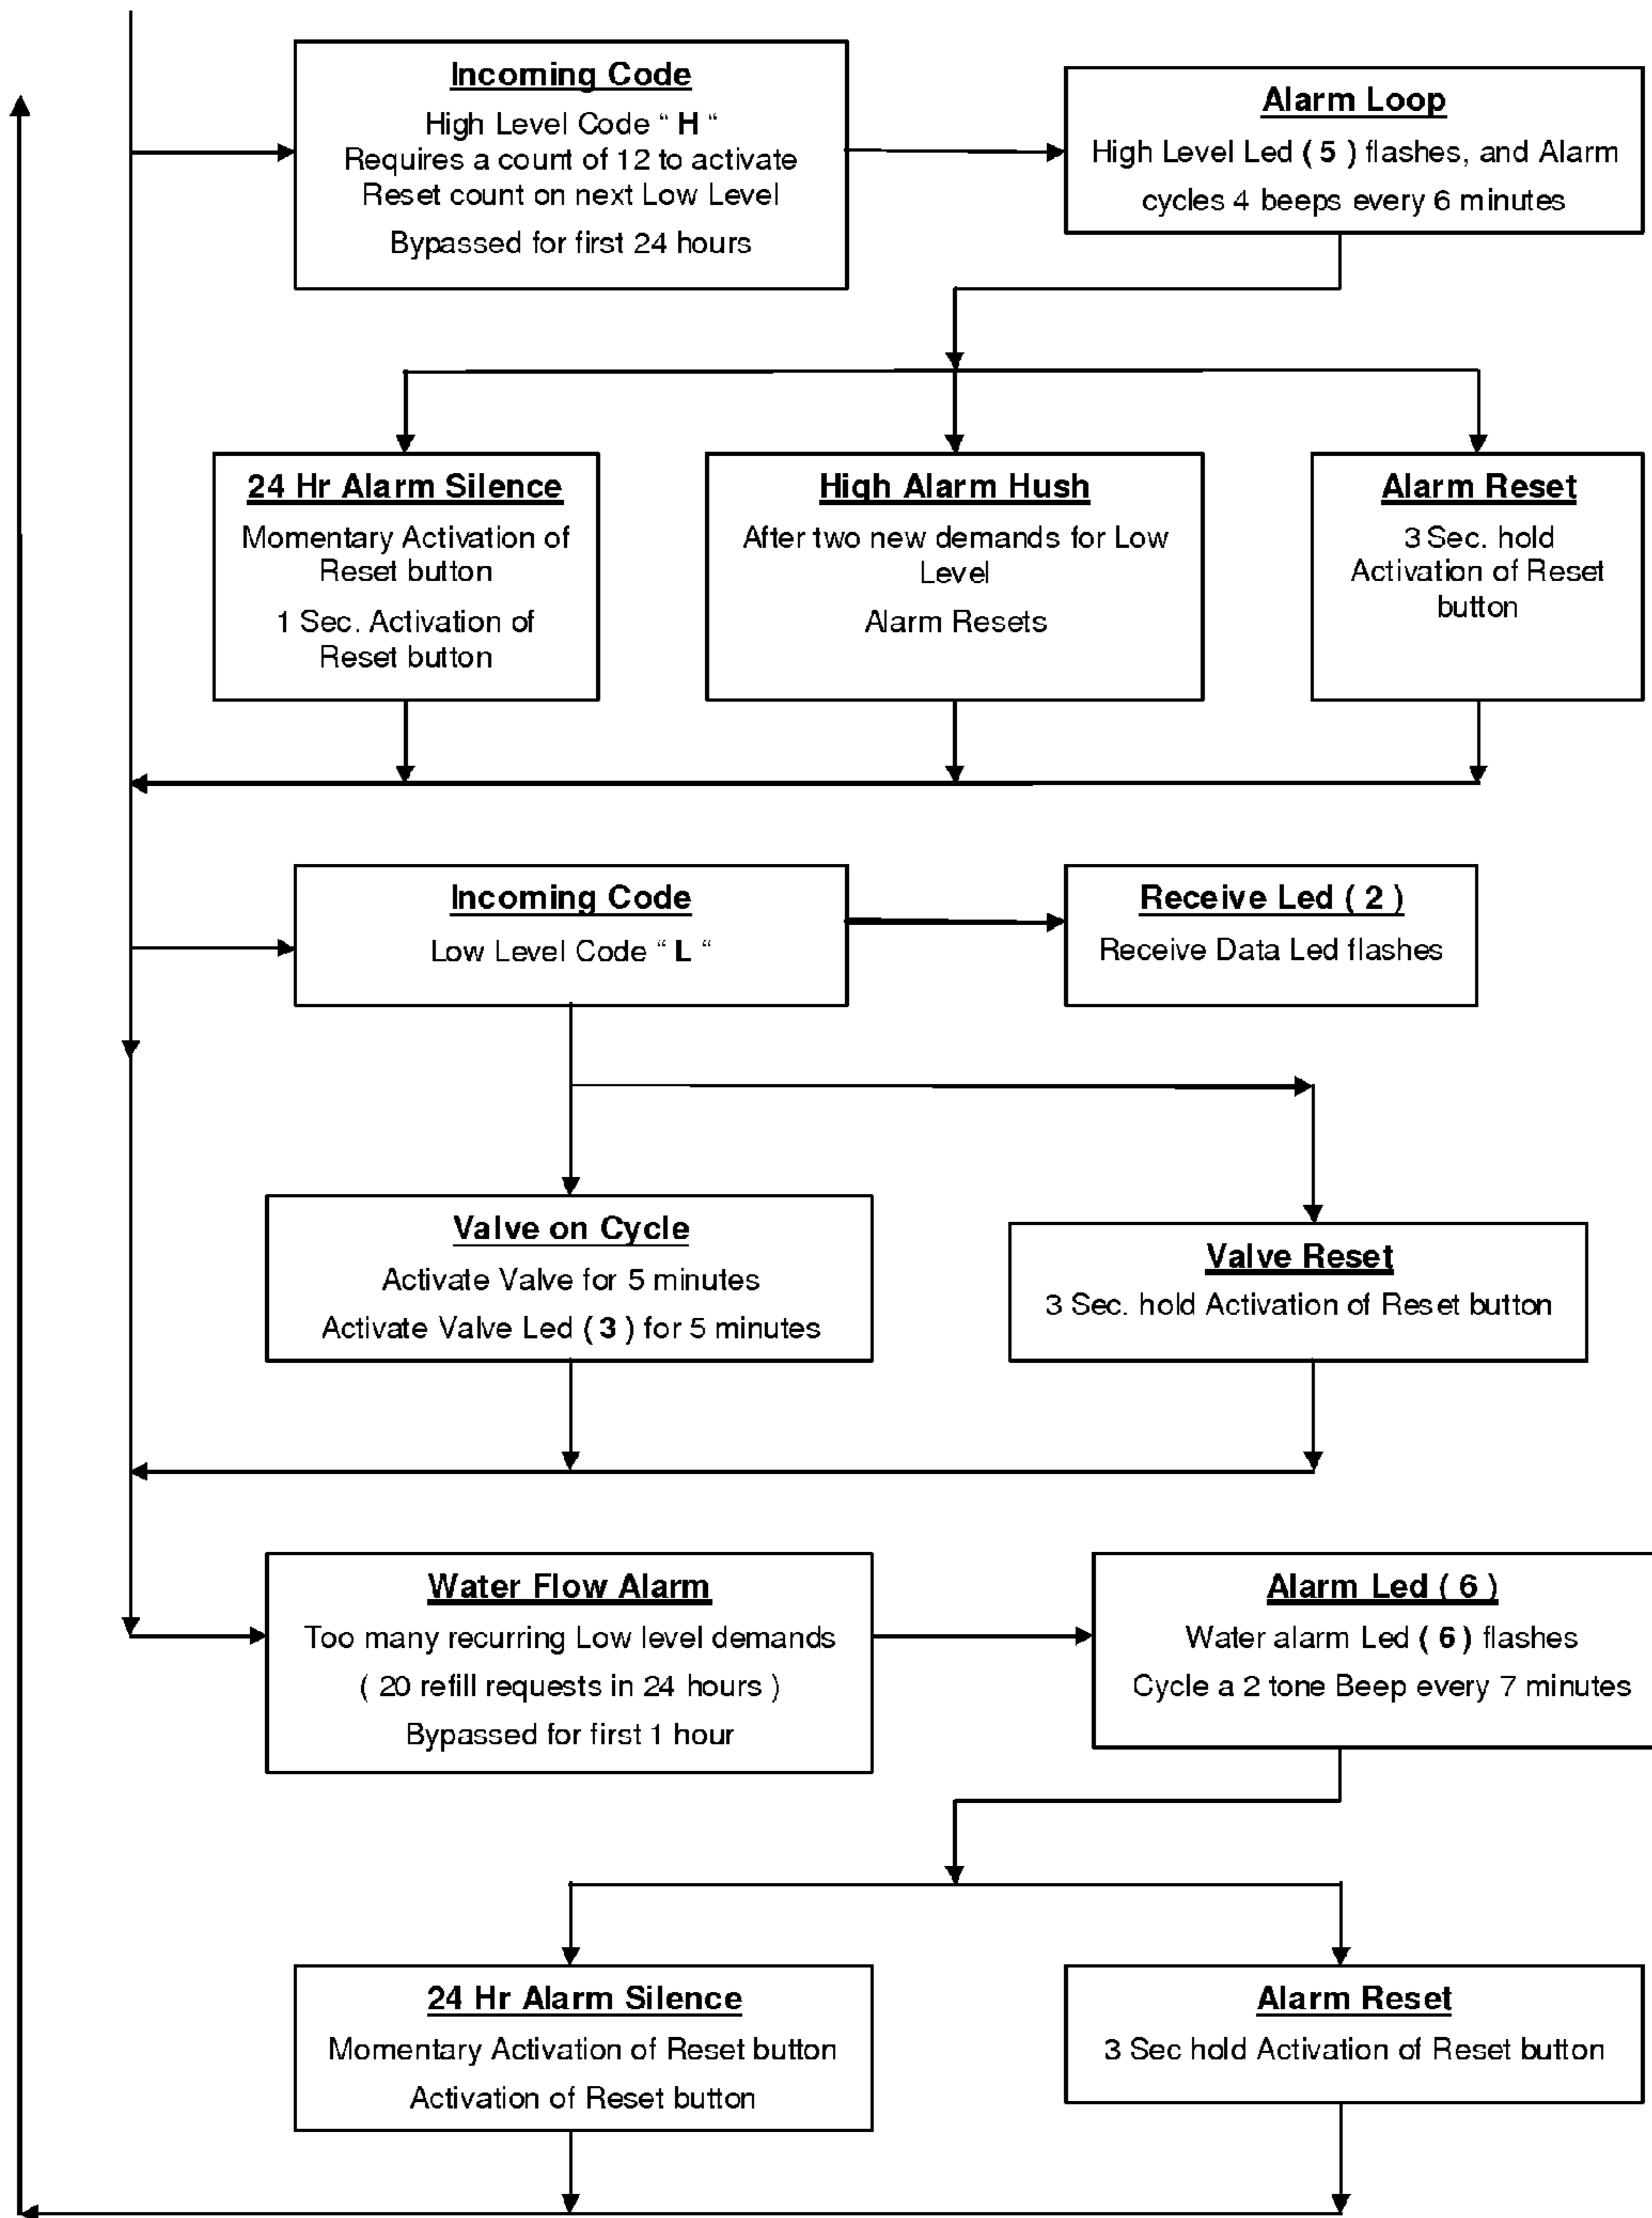 Incoming Code
High Level Code “ H “
Requires a count of 12 to activate
Reset count on next Low Level
Bypassed for first 24 hours
Alarm Loop
High Level Led ( 5 ) flashes, and Alarm
cycles 4 beeps every 6 minutes
24 Hr Alarm Silence
Momentary Activation of
Reset button
1 Sec. Activation of
Reset button
High Alarm Hush
After two new demands for Low
Level
Alarm Resets
Alarm Reset
3 Sec. hold
Activation of Reset
button
Incoming Code
Low Level Code “ L “
Receive Led ( 2 )
Receive Data Led flashes
Valve on Cycle
Activate Valve for 5 minutes
Activate Valve Led ( 3 ) for 5 minutes
Valve Reset
3 Sec. hold Activation of Reset button
Water Flow Alarm
Too many recurring Low level demands
( 20 refill requests in 24 hours )
Bypassed for first 1 hour
Alarm Led ( 6 )
Water alarm Led ( 6 ) flashes
Cycle a 2 tone Beep every 7 minutes
24 Hr Alarm Silence
Momentary Activation of Reset button
Activation of Reset button
Alarm Reset
3 Sec hold Activation of Reset button